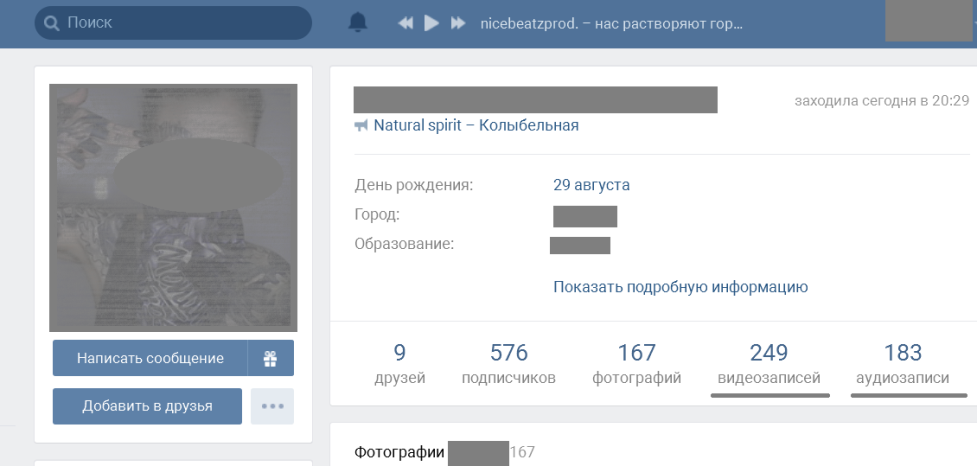 Поиск
nicebeatzprod. – нас растворяют гор...
заходила сегодня в 20:29
Natural spirit – Колыбельная
День рождения: 29 августа
Город:
Образование:
Показать подробную информацию
Написать сообщение
Добавить в друзья
9 576 167 249 183
друзей подписчиков фотографий видеозаписей аудиозаписи
Фотографии 167